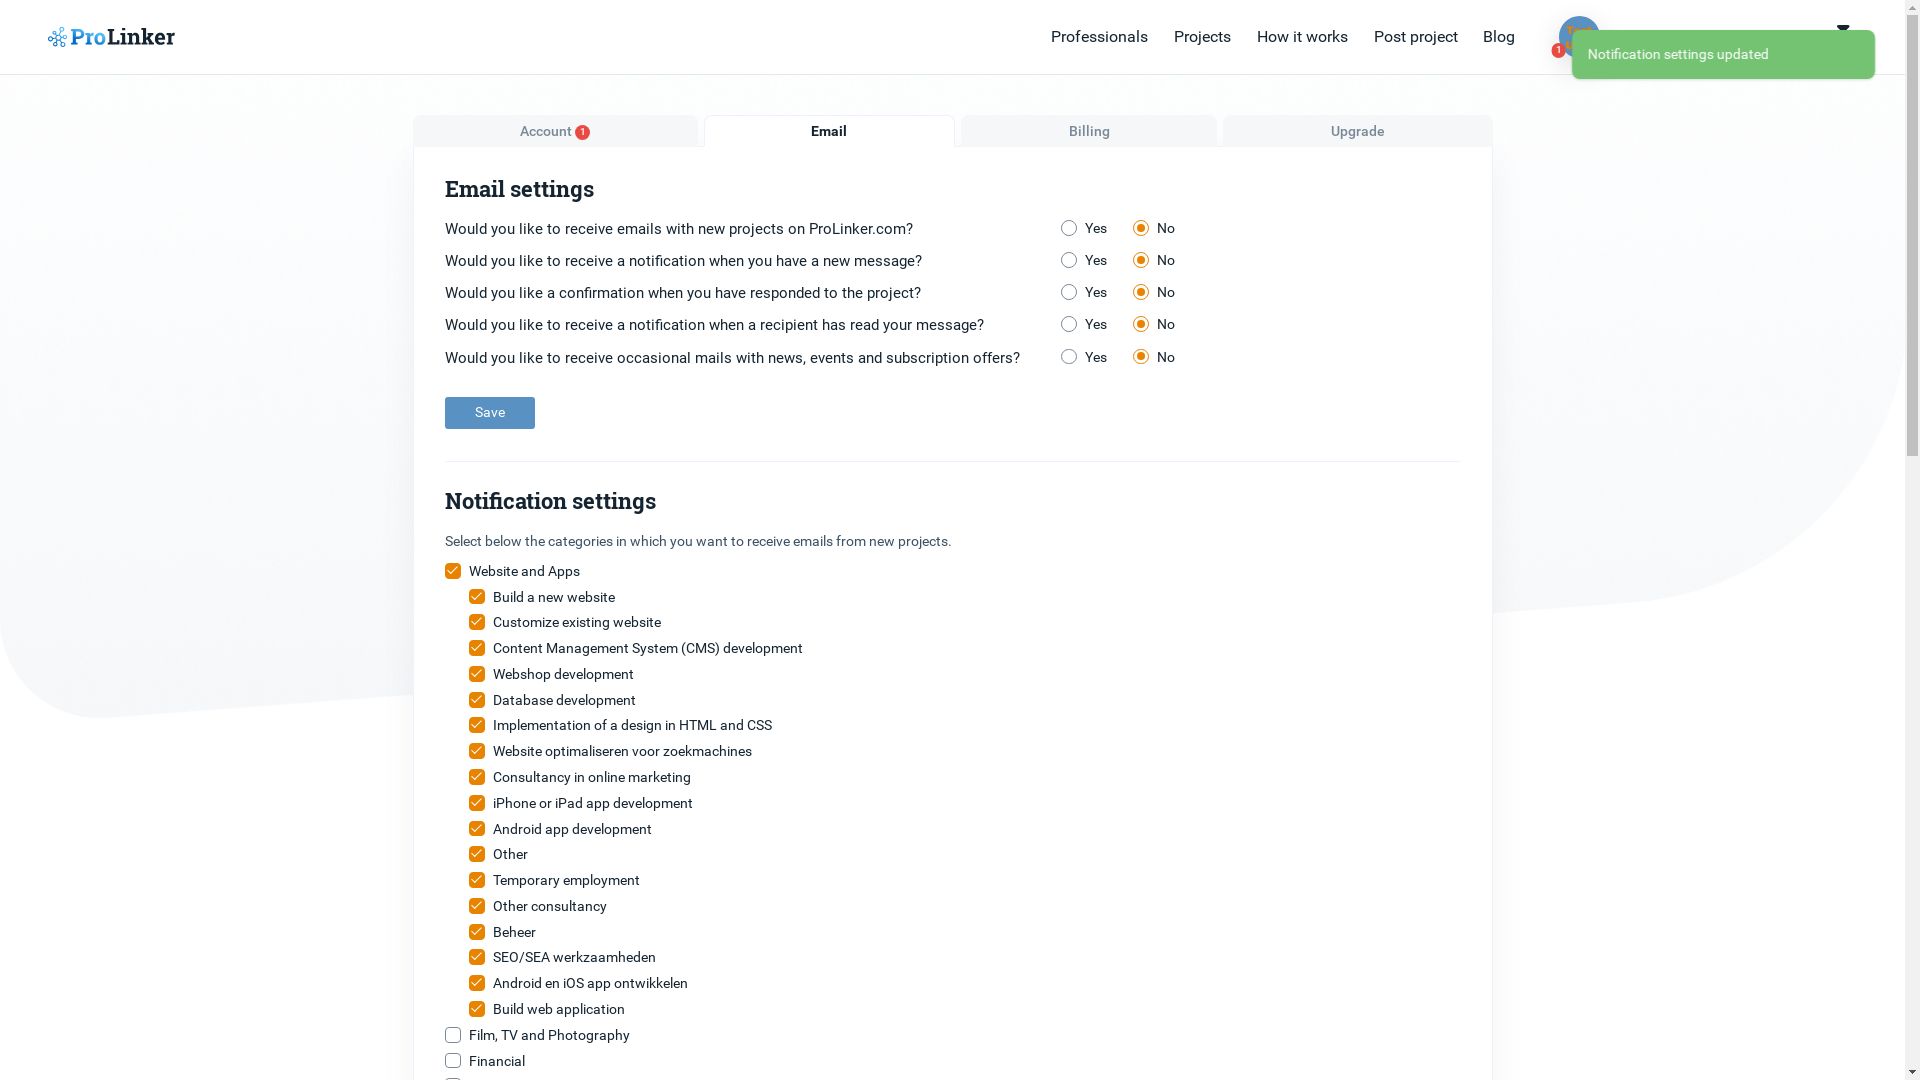 ProLinker
Professionals Projects How it works Post project Blog
1
Notification settings updated
Account 1 Email Billing Upgrade
Email settings
Would you like to receive emails with new projects on ProLinker.com? Yes No
Would you like to receive a notification when you have a new message? Yes No
Would you like a confirmation when you have responded to the project? Yes No
Would you like to receive a notification when a recipient has read your message? Yes No
Would you like to receive occasional mails with news, events and subscription offers? Yes No
Save
Notification settings
Select below the categories in which you want to receive emails from new projects.
Website and Apps
Build a new website
Customize existing website
Content Management System (CMS) development
Webshop development
Database development
Implementation of a design in HTML and CSS
Website optimaliseren voor zoekmachines
Consultancy in online marketing
iPhone or iPad app development
Android app development
Other
Temporary employment
Other consultancy
Beheer
SEO/SEA werkzaamheden
Android en iOS app ontwikkelen
Build web application
Film, TV and Photography
Financial